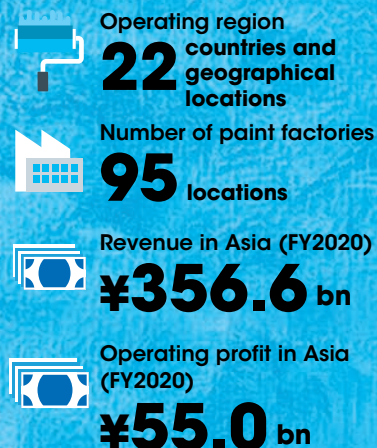 Operating region
22 countries and
geographical
locations
Number of paint factories
95 locations
Revenue in Asia (FY2020)
¥356.6 bn
Operating profit in Asia
(FY2020)
¥55.0 bn